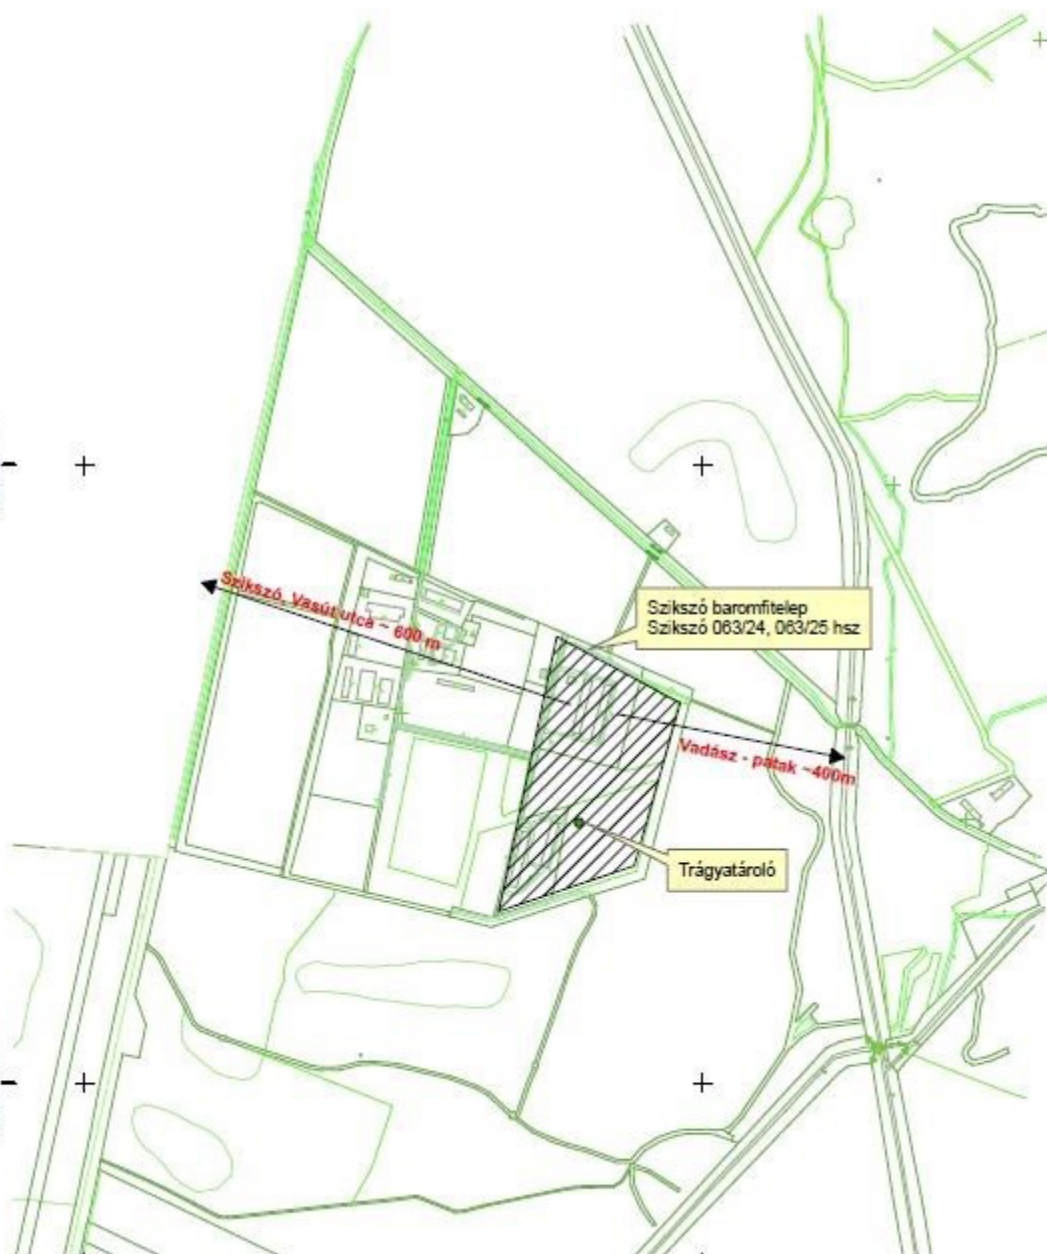 Szikszó, Vasút utca ~ 600 m
Szikszó baromfitelep
Szikszó 063/24, 063/25 hsz
Vadász - patak ~400m
Trágyatároló